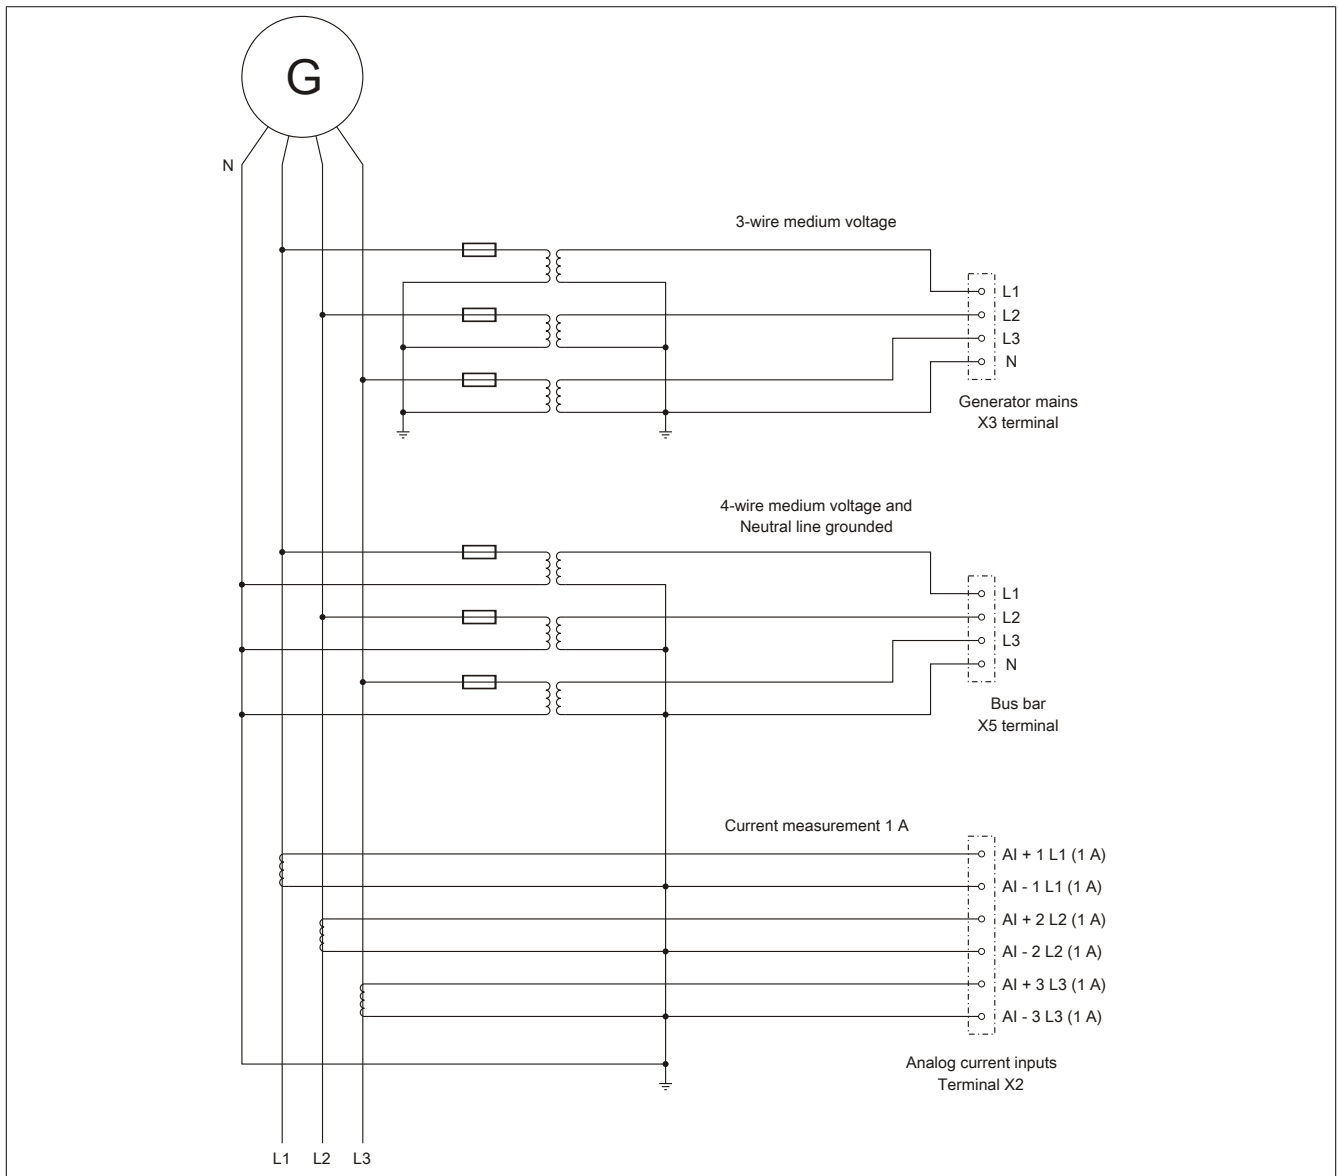 G
N
3-wire medium voltage
L1
L2
L3
N
Generator mains
X3 terminal
4-wire medium voltage and
Neutral line grounded
L1
L2
L3
N
Bus bar
X5 terminal
Current measurement 1 A
AI + 1 L1 (1 A)
AI - 1 L1 (1 A)
AI + 2 L2 (1 A)
AI - 2 L2 (1 A)
AI + 3 L3 (1 A)
AI - 3 L3 (1 A)
Analog current inputs
Terminal X2
L1 L2 L3